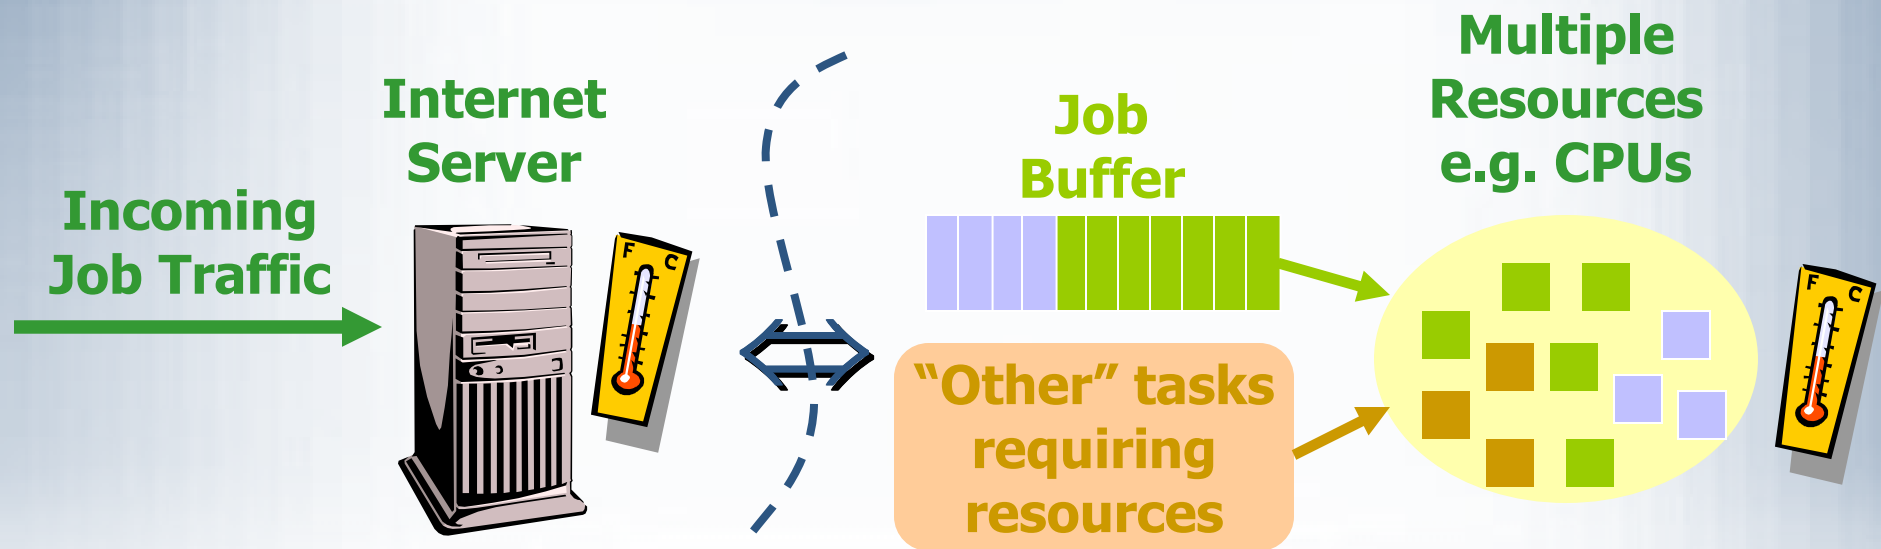 Incoming
Job Traffic
Internet
Server
F C
Job
Buffer
“Other” tasks
requiring
resources
Multiple
Resources
e.g. CPUs
F C